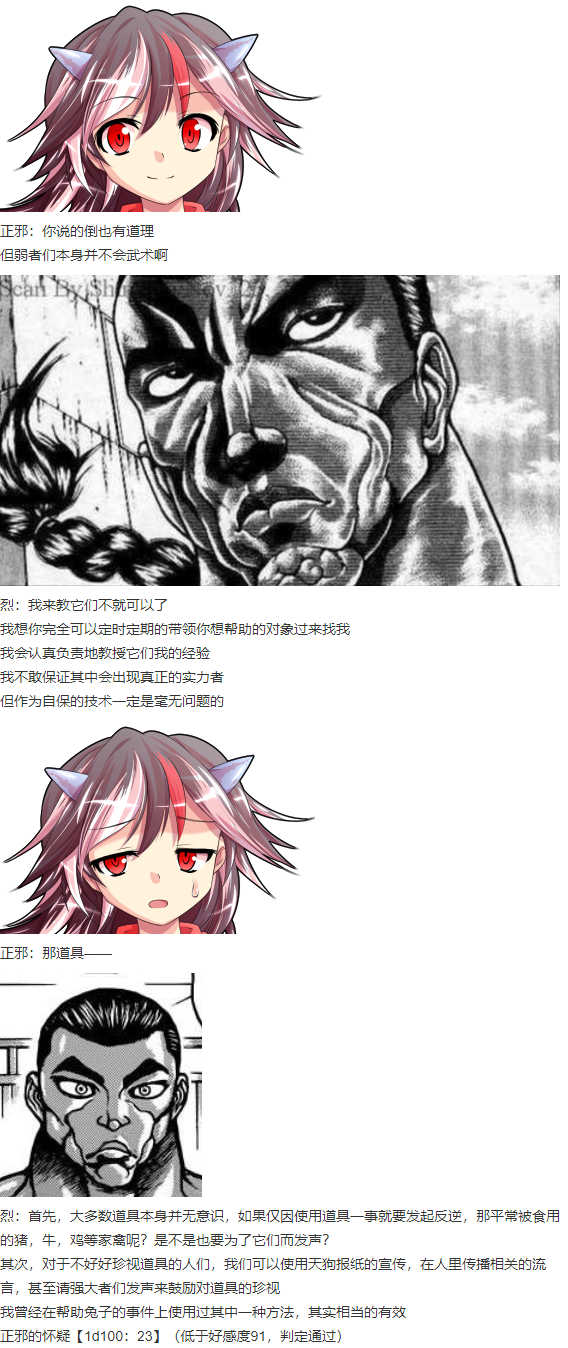 正邪：你说的倒也有道理
但弱者们本身并不会武术啊
Scan By Sh
烈：我来教它们不就可以了
我想你完全可以定时定期的带领你想帮助的对象过来找我
我会认真负责地教授它们我的经验
我不敢保证其中会出现真正的实力者
但作为自保的技术一定是毫无问题的
正邪：那道具——
烈：首先，大多数道具本身并无意识，如果仅因使用道具一事就要发起反逆，那平常被食用
的猪，牛，鸡等家禽呢？是不是也要为了它们而发声？
其次，对于不好好珍视道具的人们，我们可以使用天狗报纸的宣传，在人里传播相关的流
言，甚至请强大者们发声来鼓励对道具的珍视
我曾经在帮助兔子的事件上使用过其中一种方法，其实相当的有效
正邪的怀疑【1d100：23】（低于好感度91，判定通过）